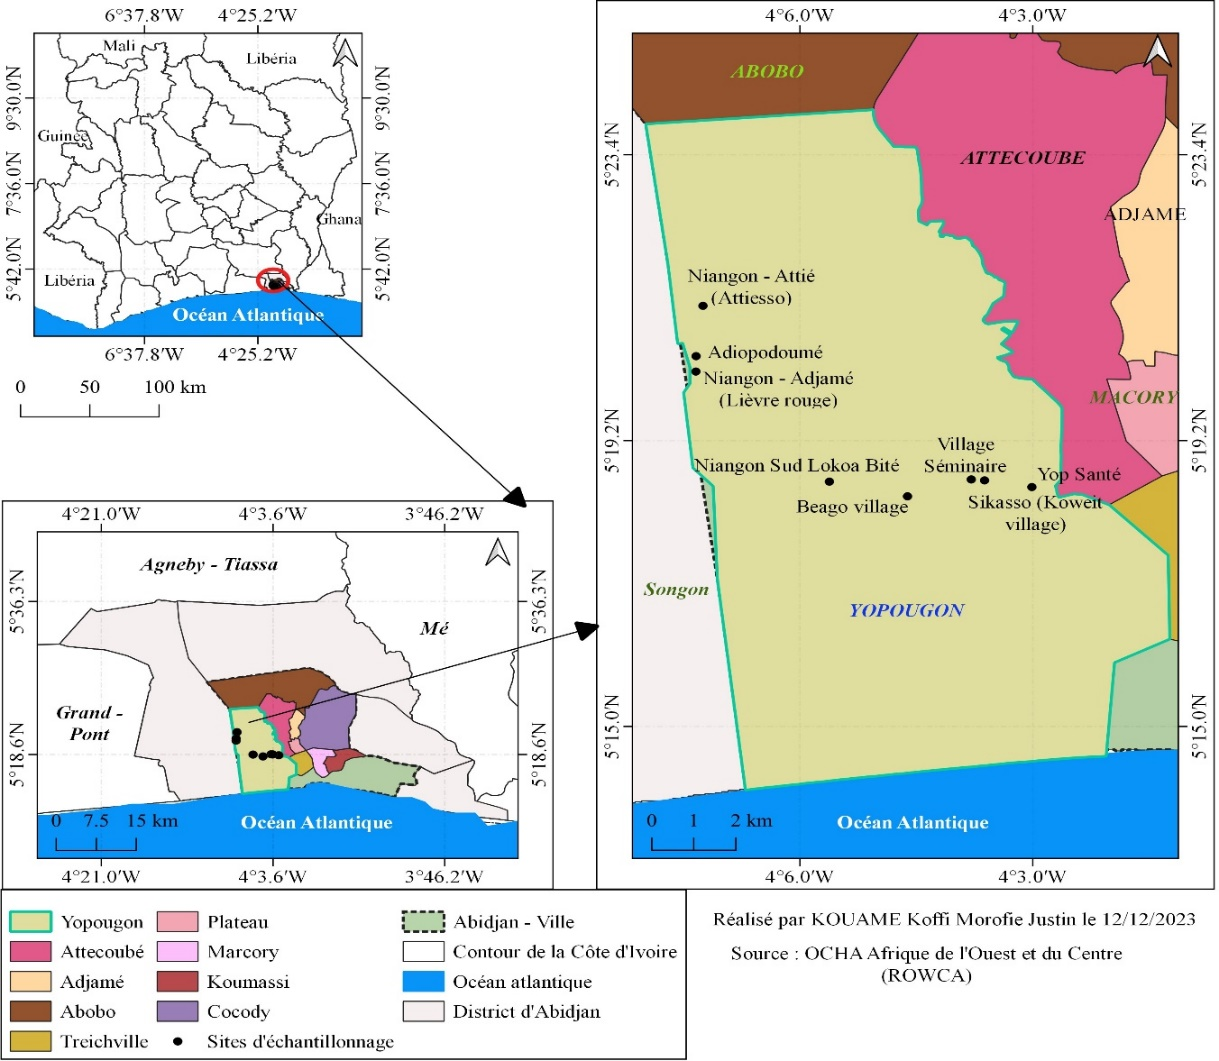 6°37.8'W 4°25.2'W
Mali
Libéria
9°30.0'N 9°30.0'N
Guineé
7°36.0'N 7°36.0'N
Ghana
5°42.0'N 5°42.0'N
Libéria
Océan Atlantique
6°37.8'W 4°25.2'W
0 50 100 km
4°21.0'W 4°3.6'W 3°46.2'W
Agneby - Tiassa
5°36.3'N 5°36.3'N
Mé
Grand -
Pont
5°18.6'N 5°18.6'N
0 7.5 15 km
Océan Atlantique
4°21.0'W 4°3.6'W 3°46.2'W
4°6.0'W 4°3.0'W
ABOBO
5°23.4'N 5°23.4'N
ATTECOUBE
ADJAME
Niangon - Attié
(Attiesso)
Adiopodoumé
Niangon - Adjamé
(Lièvre rouge)
MACORY
5°19.2'N 5°19.2'N
Village
Séminaire
Niangon Sud Lokoa Bité
Yop Santé
Beago village
Sikasso (Koweit
village)
Songon
YOPOUGON
5°15.0'N 5°15.0'N
0 1 2 km
Océan Atlantique
4°6.0'W 4°3.0'W
Yopougon
Attecoubé
Adjamé
Abobo
Treichville
Plateau
Marcory
Koumassi
Cocody
Sites d'échantillonnage
Abidjan - Ville
Contour de la Côte d'Ivoire
Océan atlantique
District d'Abidjan
Réalisé par KOUAME Koffi Morofie Justin le 12/12/2023
Source : OCHA Afrique de l'Ouest et du Centre
(ROWCA)